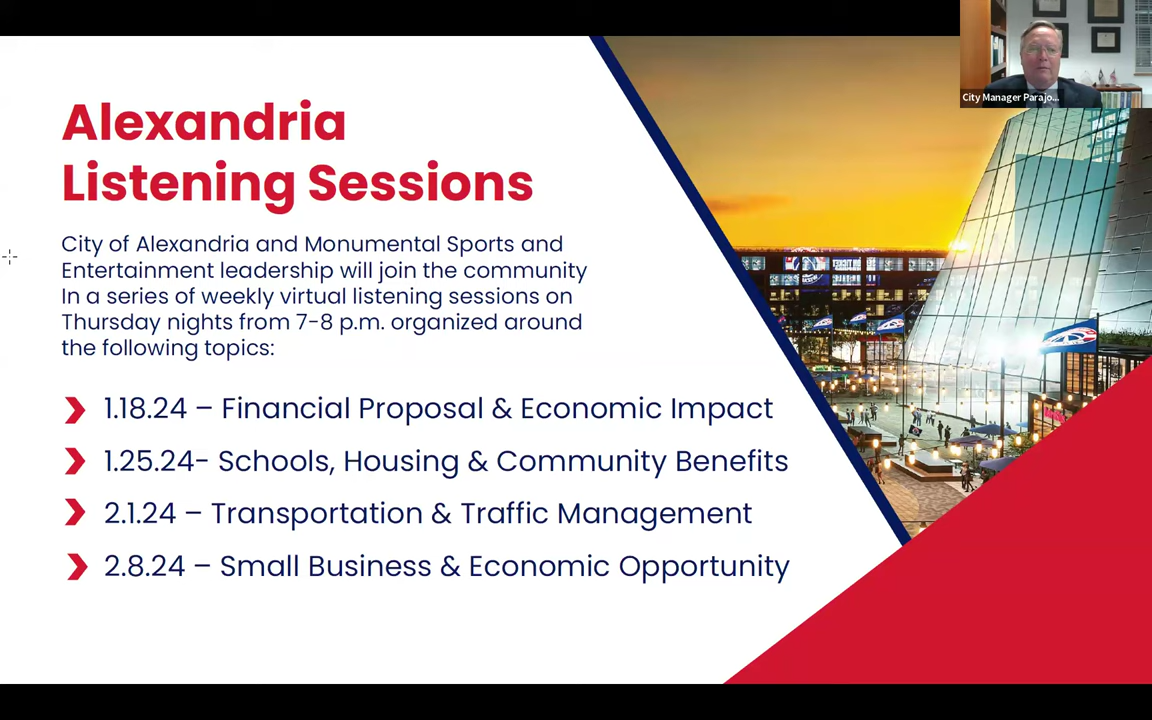 Alexandria
Listening Sessions
City of Alexandria and Monumental Sports and
Entertainment leadership will join the community
In a series of weekly virtual listening sessions on
Thursday nights from 7-8 p.m. organized around
the following topics:
1.18.24 – Financial Proposal & Economic Impact
1.25.24- Schools, Housing & Community Benefits
2.1.24 – Transportation & Traffic Management
2.8.24 – Small Business & Economic Opportunity
City Manager Parajo...